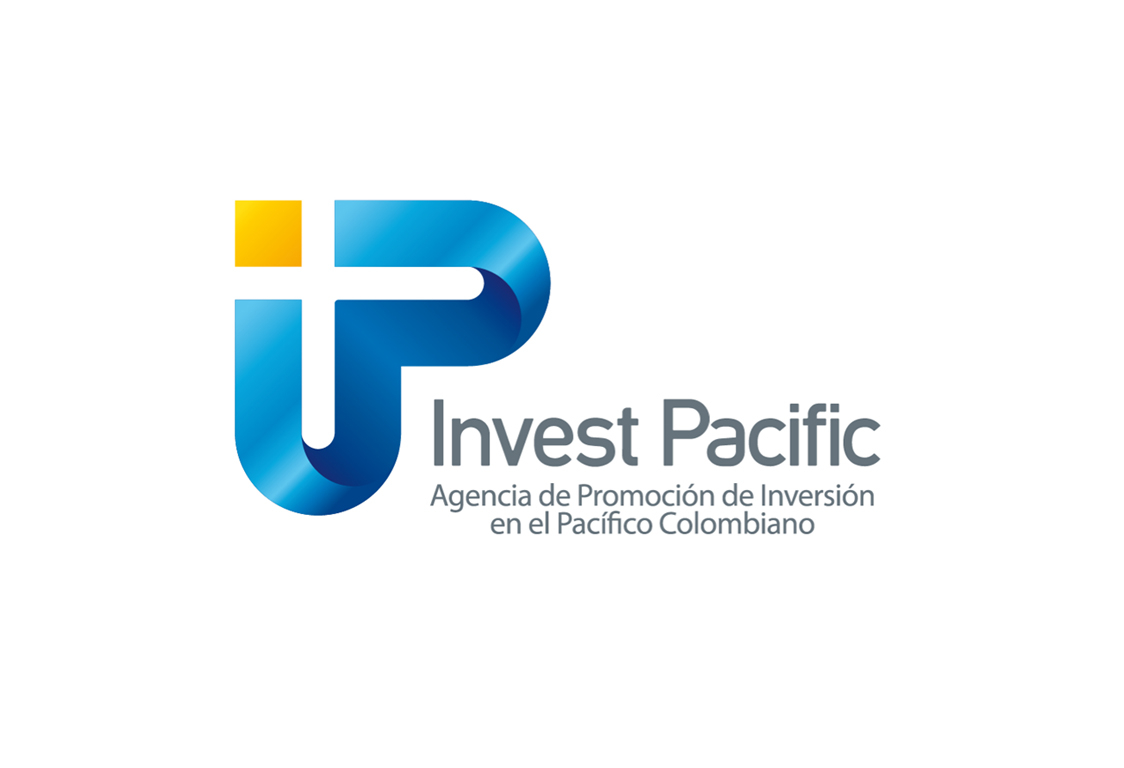 Invest Pacific
Agencia de Promoción de Inversión
en el Pacífico Colombiano